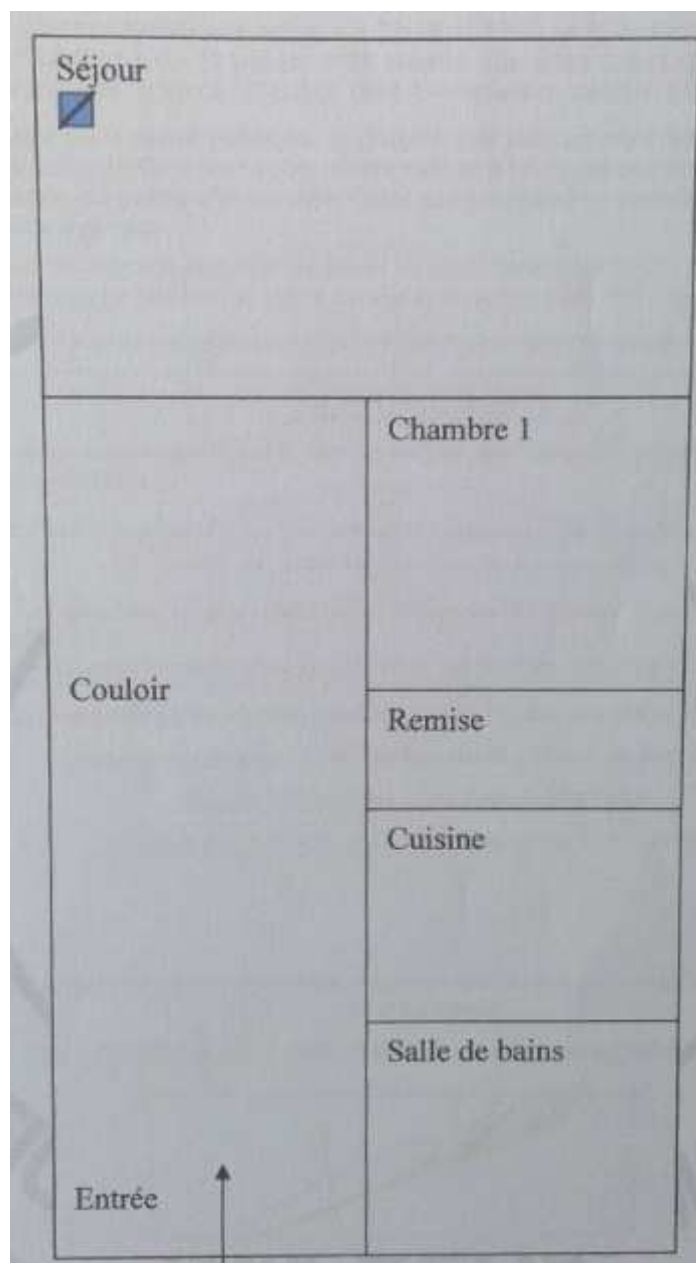 Séjour
Chambre 1
Couloir
Remise
Cuisine
Salle de bains
Entrée